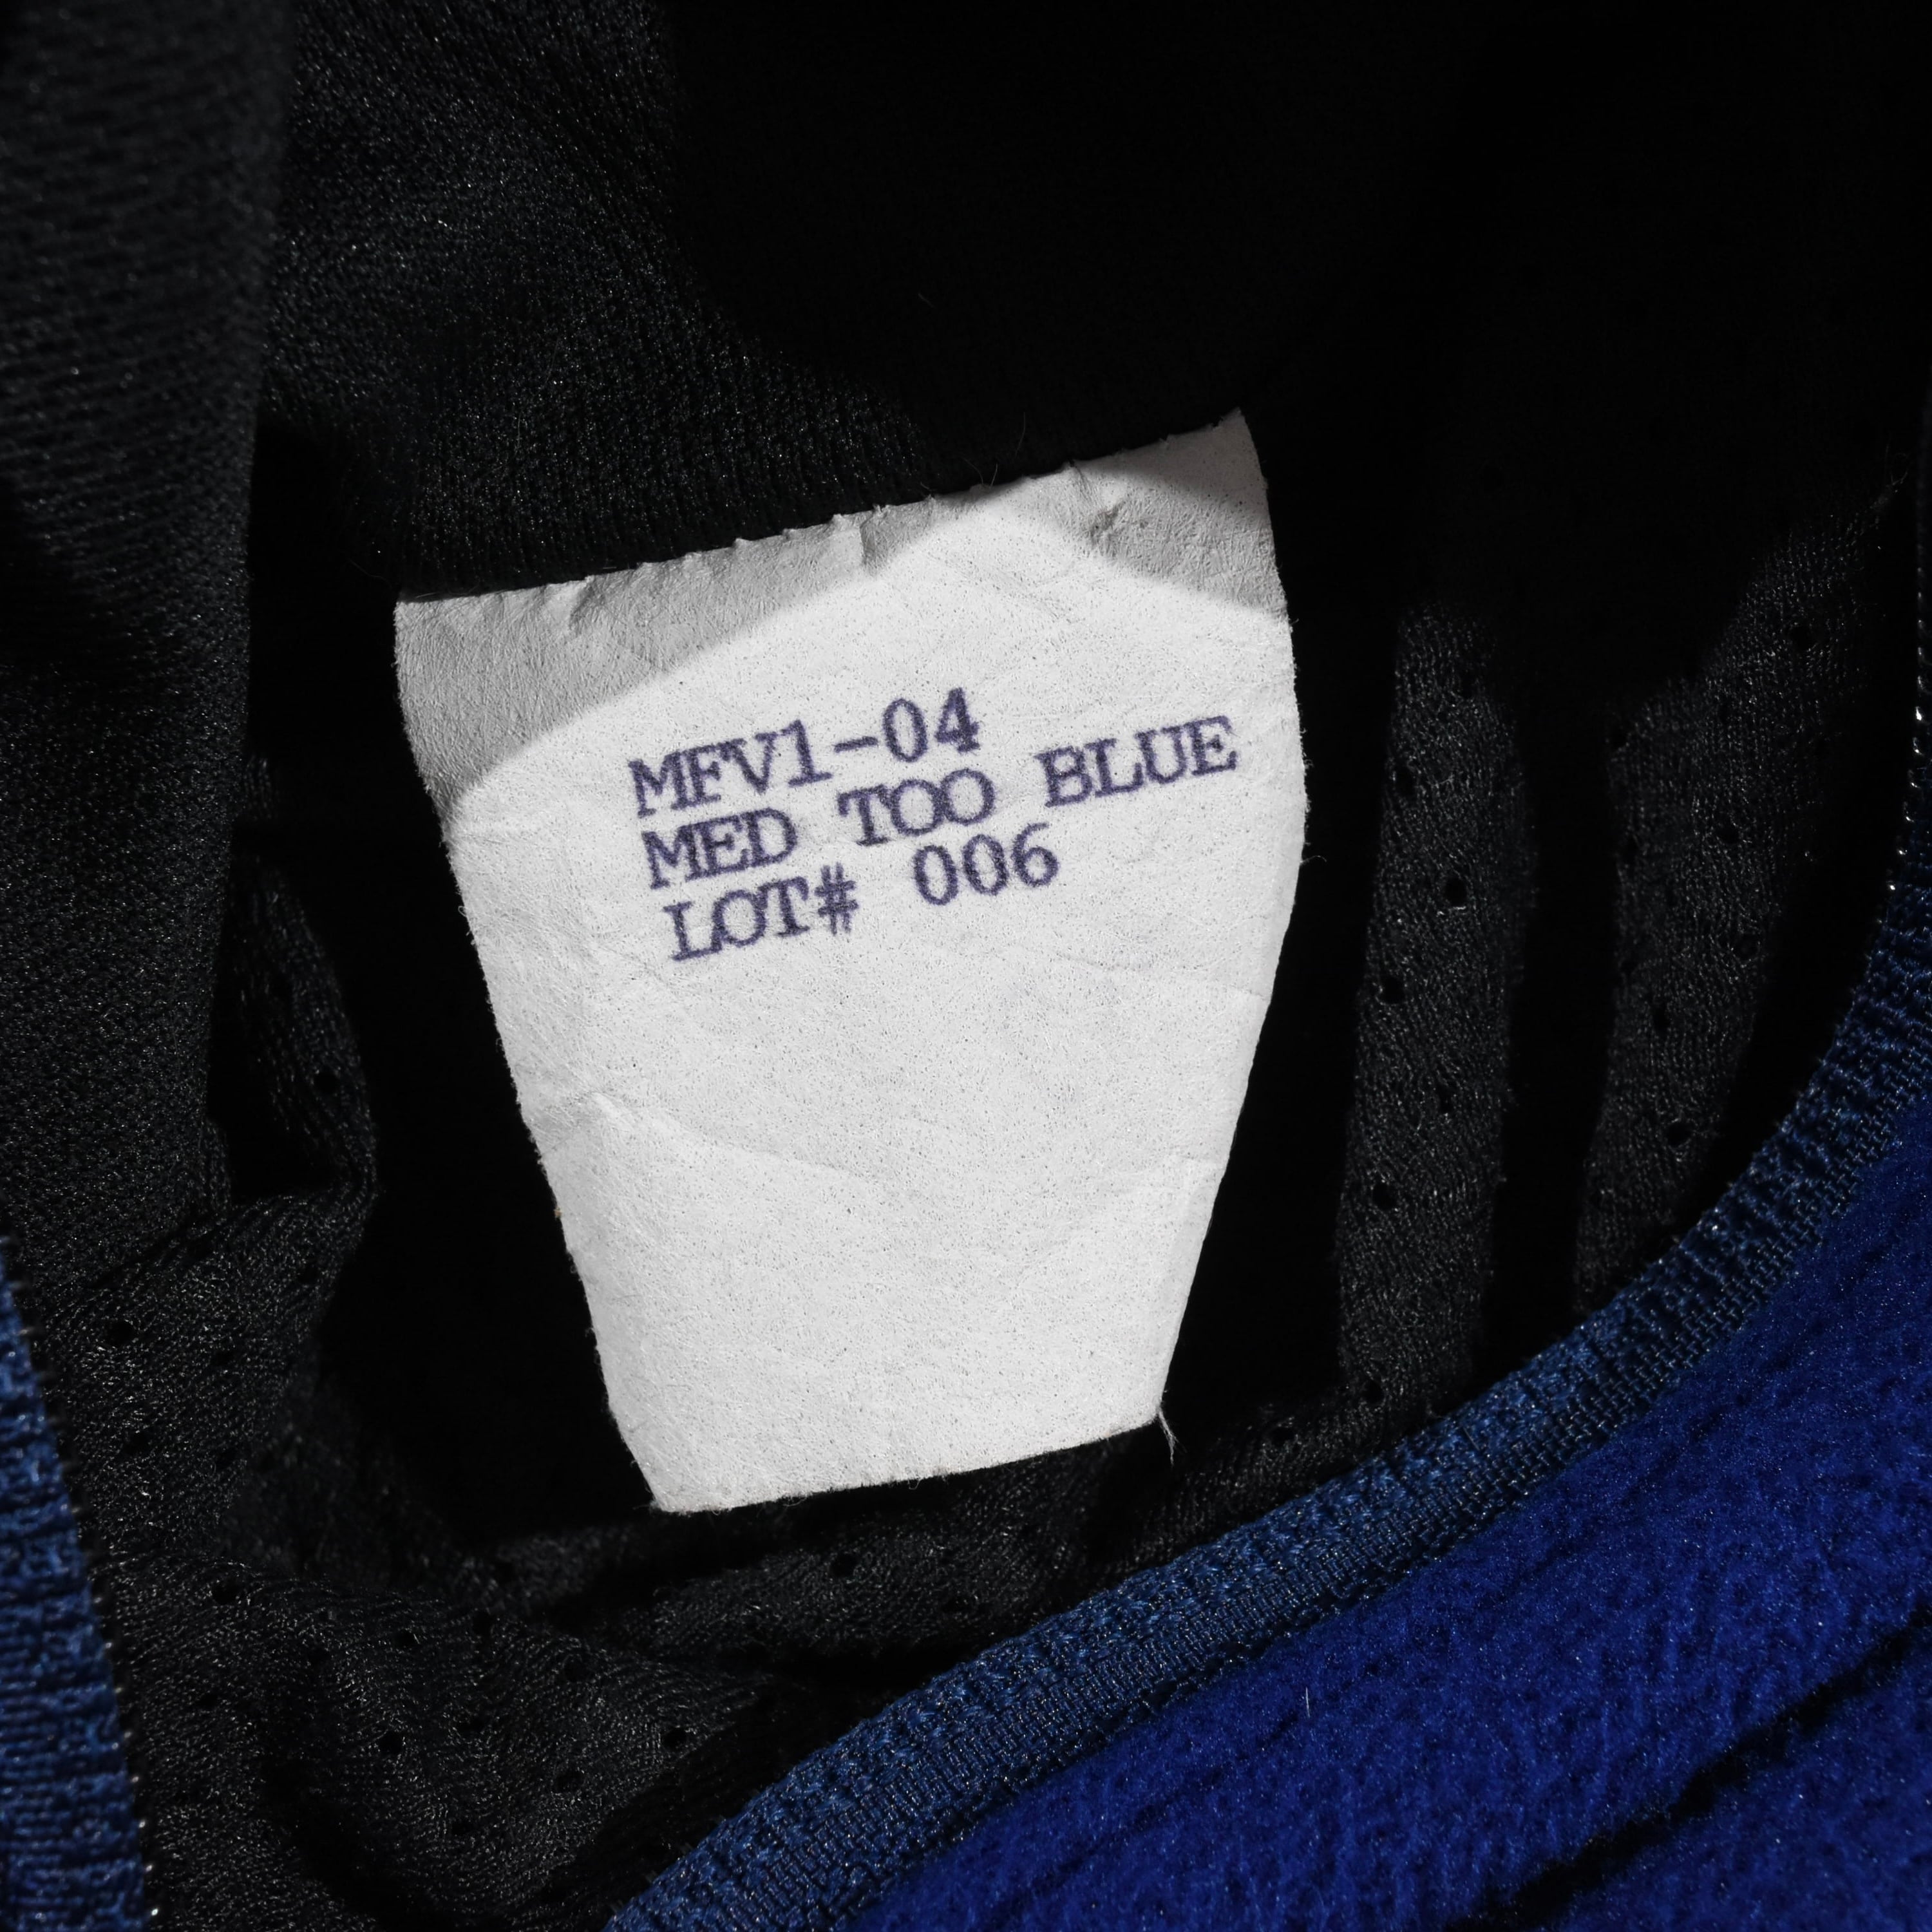 MFV1-04
MED TOO BLUE
LOT# 006